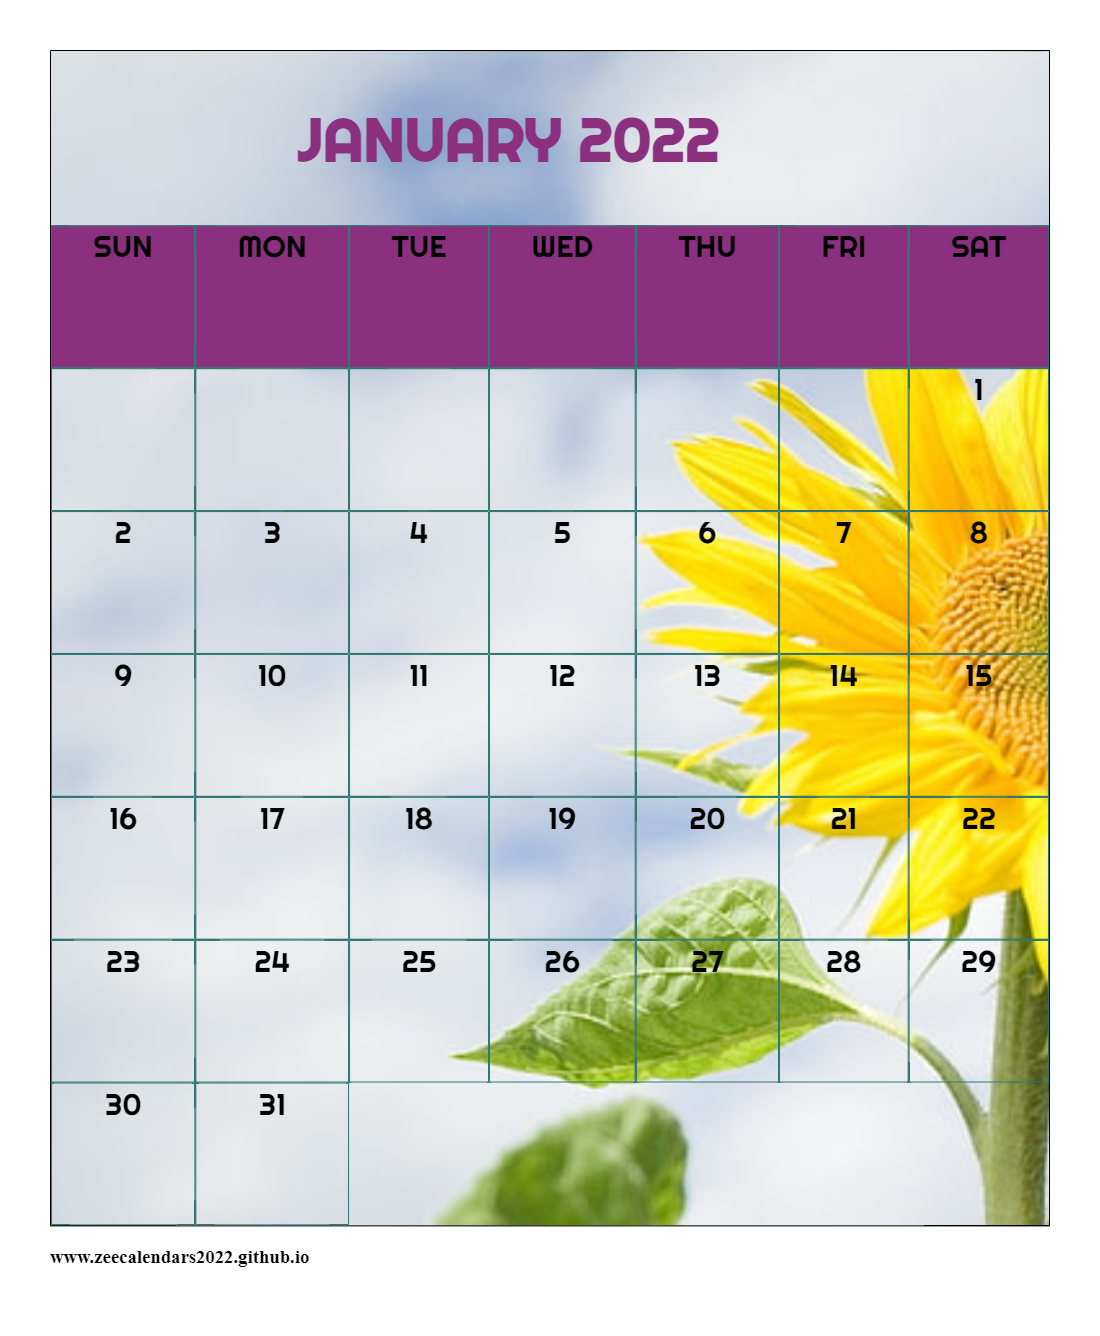 JANUARY 2022
SUN MON TUE WED THU FRI SAT
1
2 3 4 5 6 7 8
9 10 11 12 13 14 15
16 17 18 19 20 21 22
23 24 25 26 27 28 29
30 31
www.zeecalendars2022.github.io